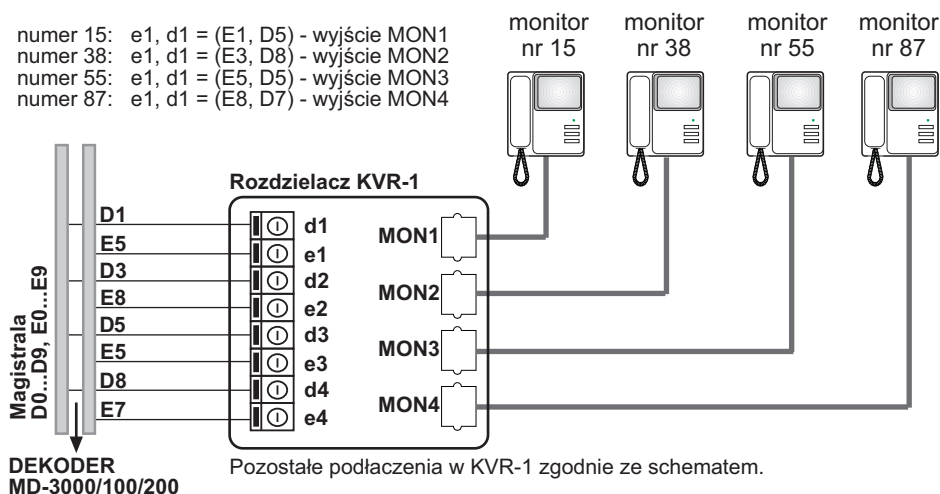 numer 15: e1, d1 = (E1, D5) - wyjście MON1
numer 38: e1, d1 = (E3, D8) - wyjście MON2
numer 55: e1, d1 = (E5, D5) - wyjście MON3
numer 87: e1, d1 = (E8, D7) - wyjście MON4
monitor
nr 15
monitor
nr 38
monitor
nr 55
monitor
nr 87
Rozdzielacz KVR-1
Magistrala
D0...D9, E0...E9
D1
E5
D3
E8
D5
E5
D8
E7
d1
e1
d2
e2
d3
e3
d4
e4
MON1
MON2
MON3
MON4
DEKODER
MD-3000/100/200
Pozostałe podłączenia w KVR-1 zgodnie ze schematem.